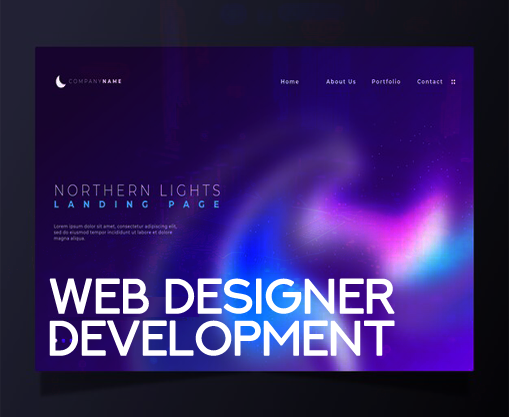 COMPANYNAME
Home About Us Portfolio Contact
NORTHERN LIGHTS
LANDING PAGE
Lorem ipsum dolor sit amet, consectetur adipiscing elit,
sed do eiusmod tempor incididunt ut labore et dolore
magna aliqua
WEB DESIGNER
DEVELOPMENT